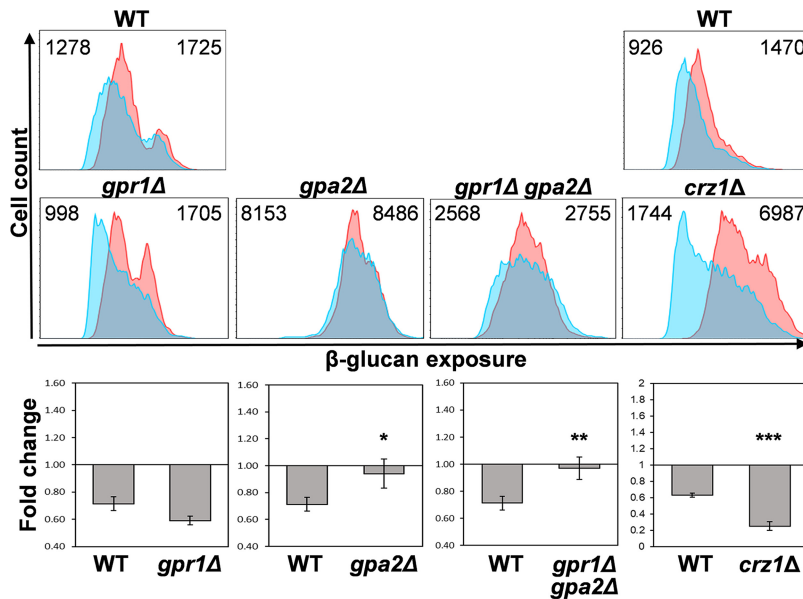 WT
WT
1278 1725
926 1470
Cell count
gpr1Δ gpa2Δ gpr1Δ gpa2Δ crz1Δ
998 1705 8153 8486 2568 2755 1744 6987
β-glucan exposure
Fold change
1.60 1.60 1.60 2
1.40 1.40 1.40 1.8
1.6
1.20 1.20 * 1.20 ** 1.4 ***
1.2
1.00 1.00 1.00 1
0.80 0.80 0.80 0.8
0.6
0.60 0.60 0.60 0.4
0.2
0.40 0.40 0.40 0
WT gpr1Δ WT gpa2Δ WT gpr1Δ WT crz1Δ
gpa2Δ